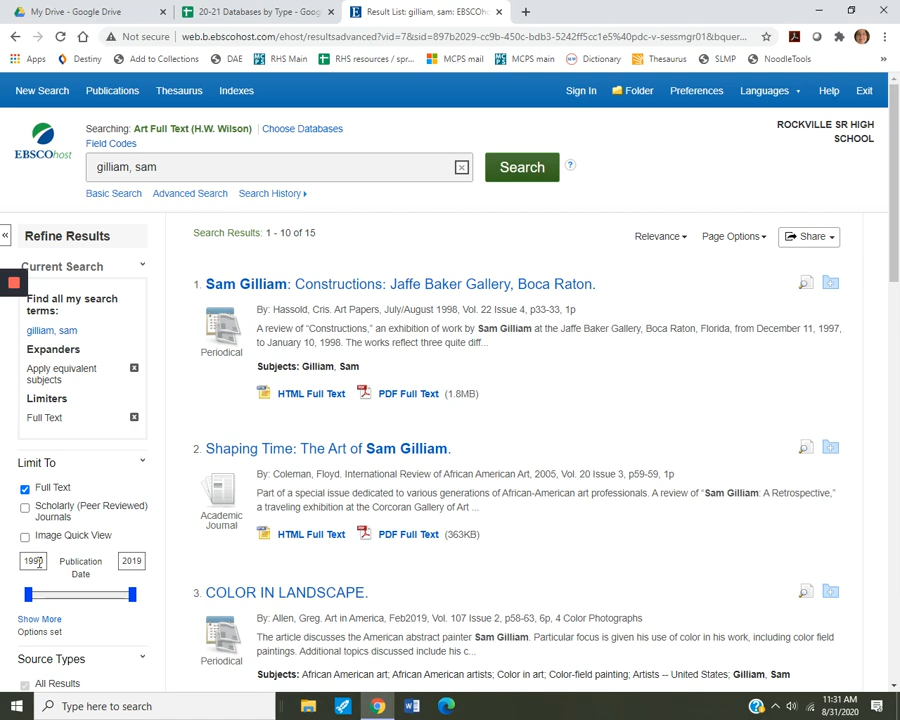 My Drive - Google Drive
20-21 Databases by Type - Goog
Result List: gilliam, sam: EBSCOho
Not secure
web.b.ebscohost.com/ehost/resultsadvanced?vid=7&sid=897b2029-cc9b-450c-bdb3-5242ff5cc1e5%40pdc-v-sessmgr01&bquer...
Apps
Destiny
Add to Collections
DAE
RHS Main
RHS resources / spr...
MCPS mail
MCPS main
Dictionary
Thesaurus
SLMP
NoodleTools
New Search
Publications
Thesaurus
Indexes
Sign In
Folder
Preferences
Languages
Help
Exit
Searching: Art Full Text (H.W. Wilson)
Choose Databases
ROCKVILLE SR HIGH
SCHOOL
Field Codes
EBSCOhost
gilliam, sam
Search
?
Basic Search
Advanced Search
Search History
«
Refine Results
Search Results: 1 - 10 of 15
Relevance
Page Options
Share
Current Search
Find all my search
terms:
gilliam, sam
Expanders
Apply equivalent
subjects
Limiters
Full Text
Limit To
Full Text
Scholarly (Peer Reviewed)
Journals
Image Quick View
1990
Publication
Date
2019
Show More
Options set
Source Types
All Results
1. Sam Gilliam: Constructions: Jaffe Baker Gallery, Boca Raton.
Periodical
By: Hassold, Cris. Art Papers, July/August 1998, Vol. 22 Issue 4, p33-33, 1p
A review of "Constructions," an exhibition of work by Sam Gilliam at the Jaffe Baker Gallery, Boca Raton, Florida, from December 11, 1997,
to January 10, 1998. The works reflect three quite diff...
Subjects: Gilliam, Sam
HTML Full Text
PDF Full Text (1.8MB)
2. Shaping Time: The Art of Sam Gilliam.
Academic
Journal
By: Coleman, Floyd. International Review of African American Art, 2005, Vol. 20 Issue 3, p59-59, 1p
Part of a special issue dedicated to various generations of African-American art professionals. A review of "Sam Gilliam: A Retrospective,"
a traveling exhibition at the Corcoran Gallery of Art ...
HTML Full Text
PDF Full Text (363KB)
3. COLOR IN LANDSCAPE.
Periodical
By: Allen, Greg. Art in America, Feb2019, Vol. 107 Issue 2, p58-63, 6p, 4 Color Photographs
The article discusses the American abstract painter Sam Gilliam. Particular focus is given his use of color in his work, including color field
paintings. Additional topics discussed include his c...
Subjects: African American art; African American artists; Color in art; Color-field painting; Artists -- United States; Gilliam, Sam
Type here to search
11:31 AM
8/31/2020